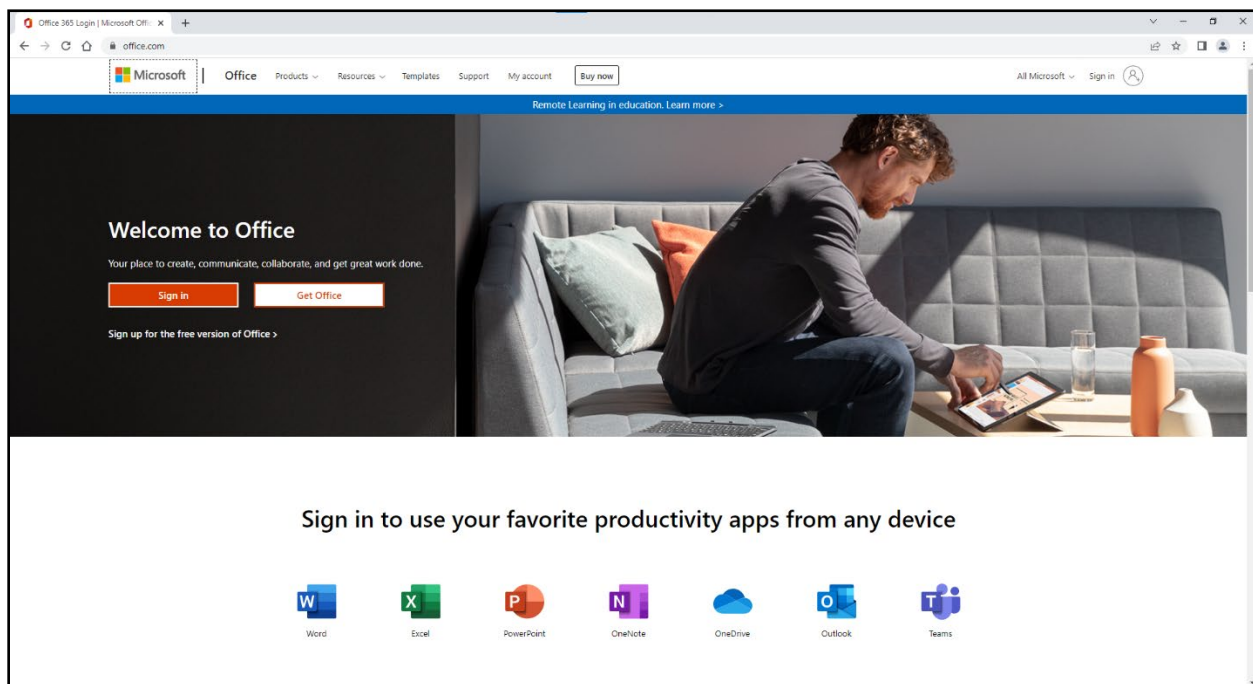 Office 365 Login | Microsoft Offic
office.com
Microsoft | Office Products Resources Templates Support My account Buy now All Microsoft Sign in
Remote Learning in education. Learn more >
Welcome to Office
Your place to create, communicate, collaborate, and get great work done.
Sign in Get Office
Sign up for the free version of Office >
Sign in to use your favorite productivity apps from any device
W X P N O T
Word Excel PowerPoint OneNote OneDrive Outlook Teams